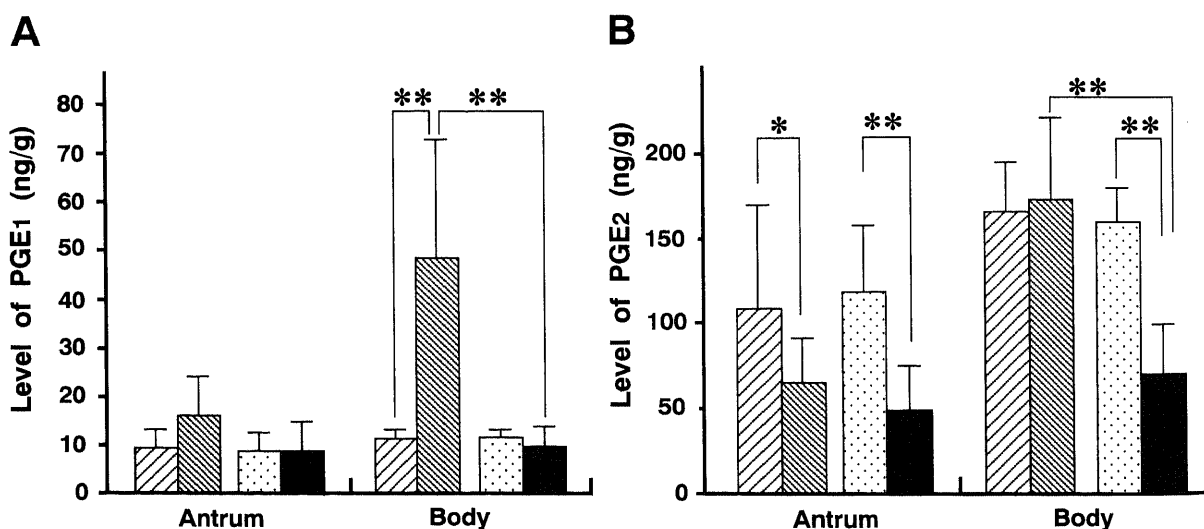 A
Level of PGE1 (ng/g)
80
70
60
50
40
30
20
10
0
** **
Antrum Body
B
Level of PGE2 (ng/g)
200
150
100
50
0
* ** ** **
Antrum Body